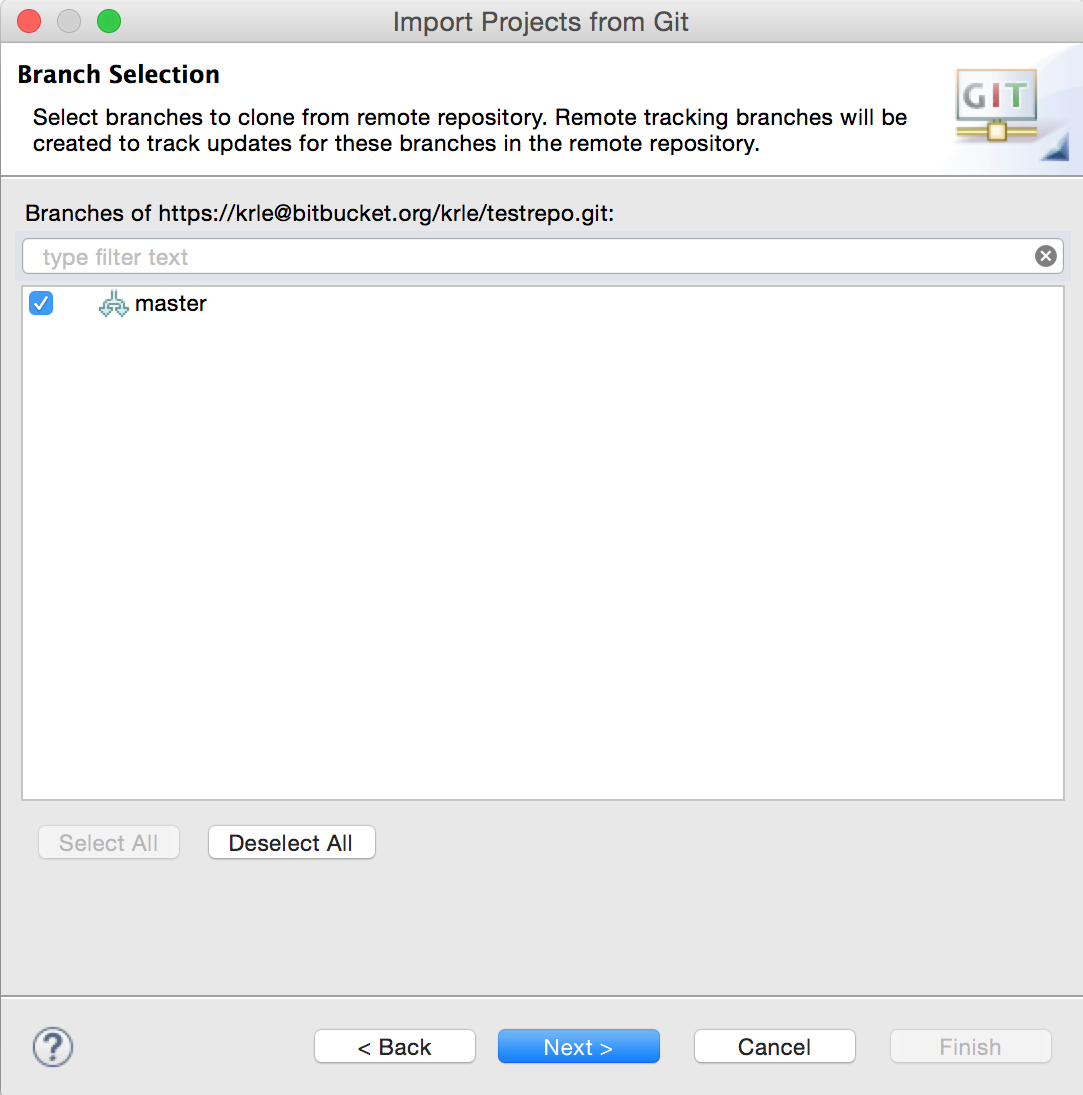 Import Projects from Git
Branch Selection
Select branches to clone from remote repository. Remote tracking branches will be
created to track updates for these branches in the remote repository.
GIT
Branches of https://krle@bitbucket.org/krle/testrepo.git:
type filter text
master
Select All
Deselect All
?
< Back
Next >
Cancel
Finish